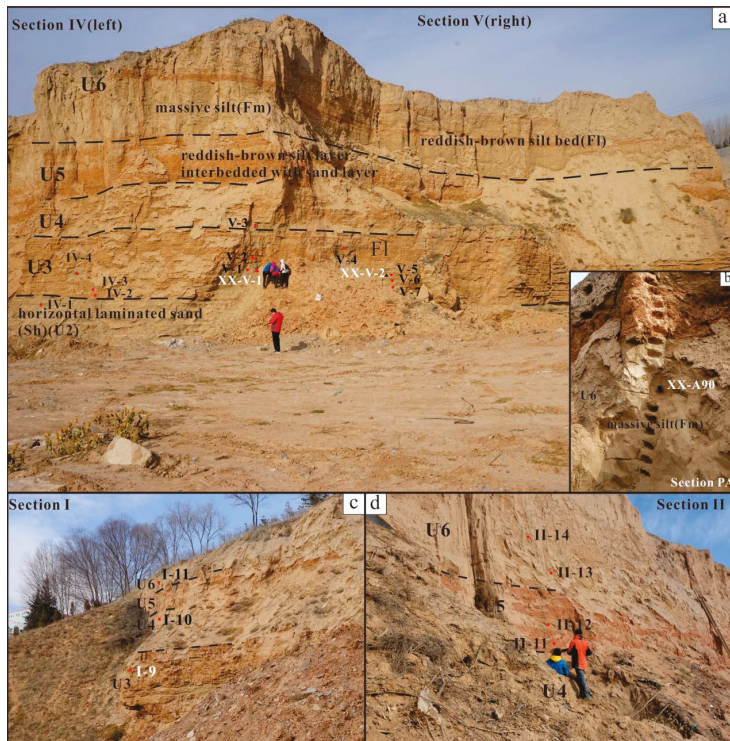 Section IV(left)
Section V(right)
a
U6
massive silt(Fm)
reddish-brown silt bed(Fl)
reddish-brown silt layer
interbedded with sand layer
U5
U4
V-3
Fl
U3
IV-4
V-2
V-4
V-1
XX-V-1
XX-V-2
V-5
IV-3
V-6
IV-2
V-7
IV-1
horizontal laminated sand
(Sh)(U2)
b
XX-A90
U6
massive silt(Fm)
Section PA
Section I
c
I-11
U6
U5
I-10
U4
I-9
U3
d
Section II
U6
II-14
II-13
U5
II-12
II-11
U4